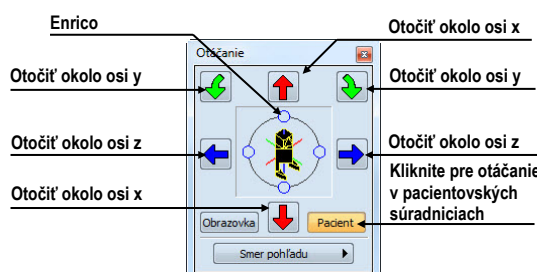 Enrico
Otočiť okolo osi x
Otáčanie
Otočiť okolo osi y
Otočiť okolo osi y
Otočiť okolo osi z
Otočiť okolo osi z
Kliknite pre otáčanie
v pacientovských
súradniciach
Otočiť okolo osi x
Obrazovka
Pacient
Smer pohľadu